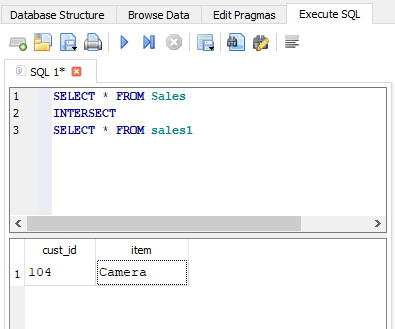 Database Structure Browse Data Edit Pragmas Execute SQL
SQL 1*
1 SELECT * FROM Sales
2 INTERSECT
3 SELECT * FROM sales1
cust_id item
1 104 Camera